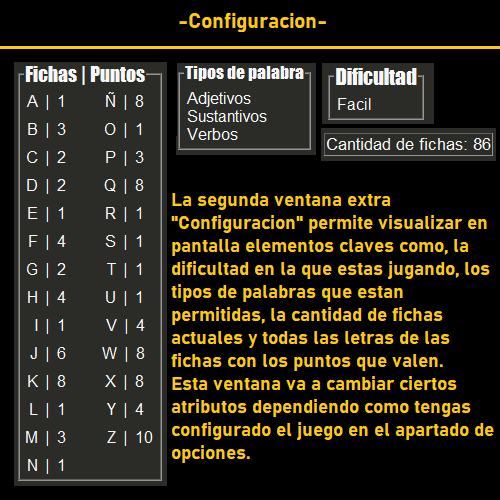 -Configuracion-
Fichas | Puntos
A | 1
B | 3
C | 2
D | 2
E | 1
F | 4
G | 2
H | 4
I | 1
J | 6
K | 8
L | 1
M | 3
N | 1
Ñ | 8
O | 1
P | 3
Q | 8
R | 1
S | 1
T | 1
U | 1
V | 4
W | 8
X | 8
Y | 4
Z | 10
Tipos de palabra
Adjetivos
Sustantivos
Verbos
Dificultad
Facil
Cantidad de fichas: 86
La segunda ventana extra
"Configuracion" permite visualizar en
pantalla elementos claves como, la
dificultad en la que estas jugando, los
tipos de palabras que estan
permitidas, la cantidad de fichas
actuales y todas las letras de las
fichas con los puntos que valen.
Esta ventana va a cambiar ciertos
atributos dependiendo como tengas
configurado el juego en el apartado de
opciones.